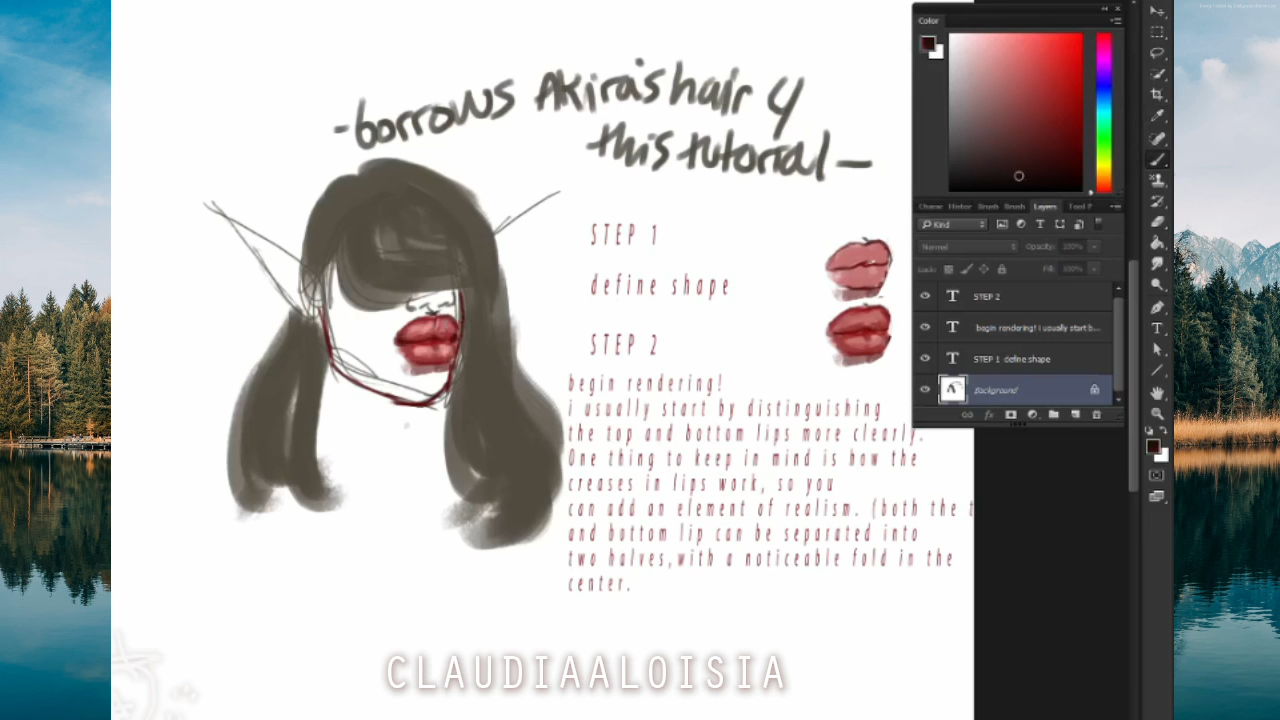 -borrows Akira's hair 4
this tutorial-
STEP 1
define shape
STEP 2
begin rendering!
i usually start by distinguishing
the top and bottom lips more clearly.
One thing to keep in mind is how the
creases in lips work, so you
can add an element of realism. (both the t
and bottom lip can be separated into
two halves,with a noticeable fold in the
center.
CLAUDIAALOISIA
Color
Layers
Kind
Normal
Opacity: 100%
Lock:
Fill: 100%
STEP 2
begin rendering! I usually start b...
STEP 1 define shape
Background